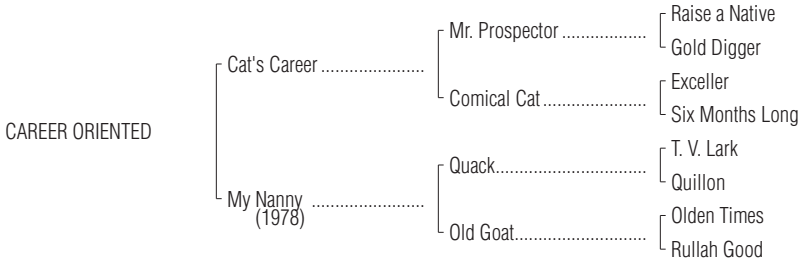 Raise a Native
Mr. Prospector ..................
Gold Digger
Cat's Career ......................
Exceller
Comical Cat......................
Six Months Long
CAREER ORIENTED
T. V. Lark
Quack................................
Quillon
My Nanny ........................
(1978)
Olden Times
Old Goat............................
Rullah Good